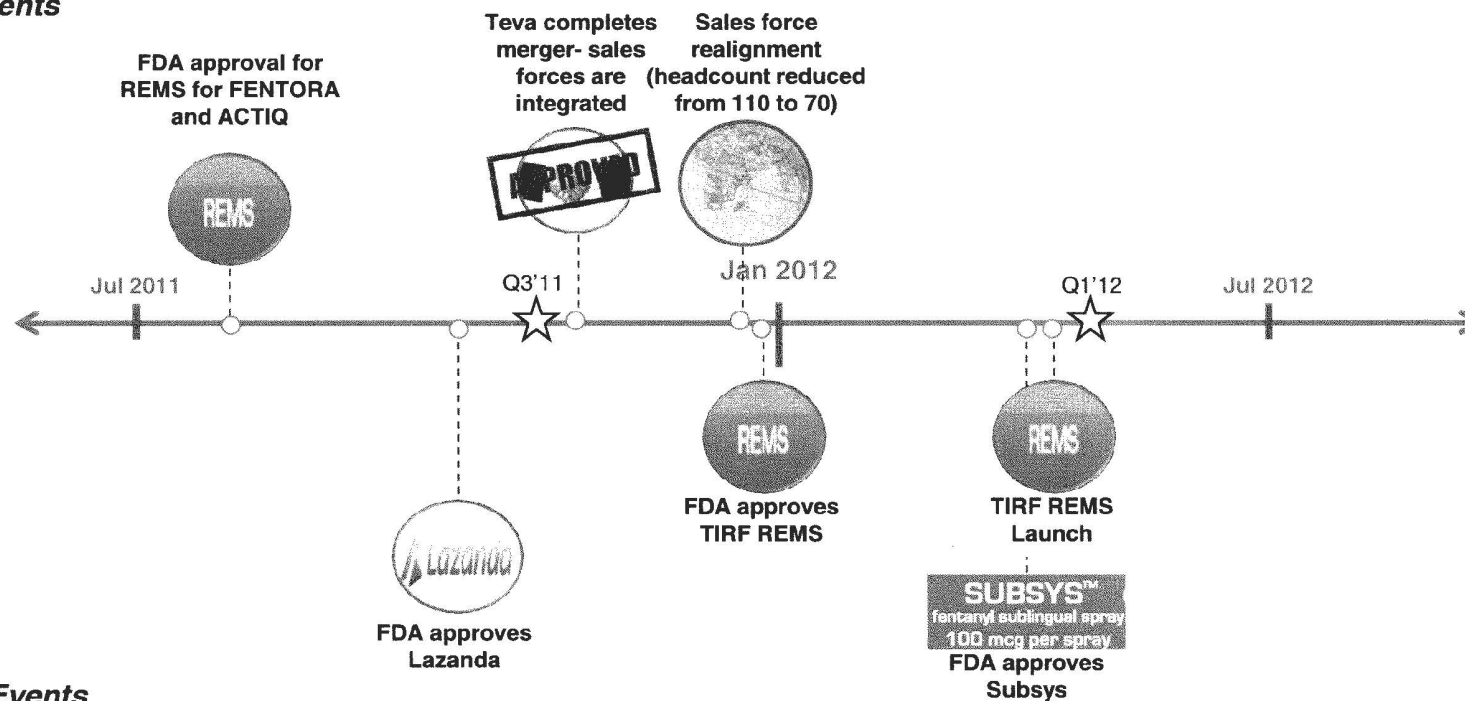 ents
FDA approval for
REMS for FENTORA
and ACTIQ
REMS
Teva completes
merger- sales
forces are
integrated
APPROVED
Sales force
realignment
(headcount reduced
from 110 to 70)
Jul 2011
Q3'11
Jan 2012
Q1'12
Jul 2012
Lazanda
FDA approves
Lazanda
REMS
FDA approves
TIRF REMS
REMS
TIRF REMS
Launch
SUBSYS™
fentanyl sublingual spray
100 mcg per spray
FDA approves
Subsys
Events